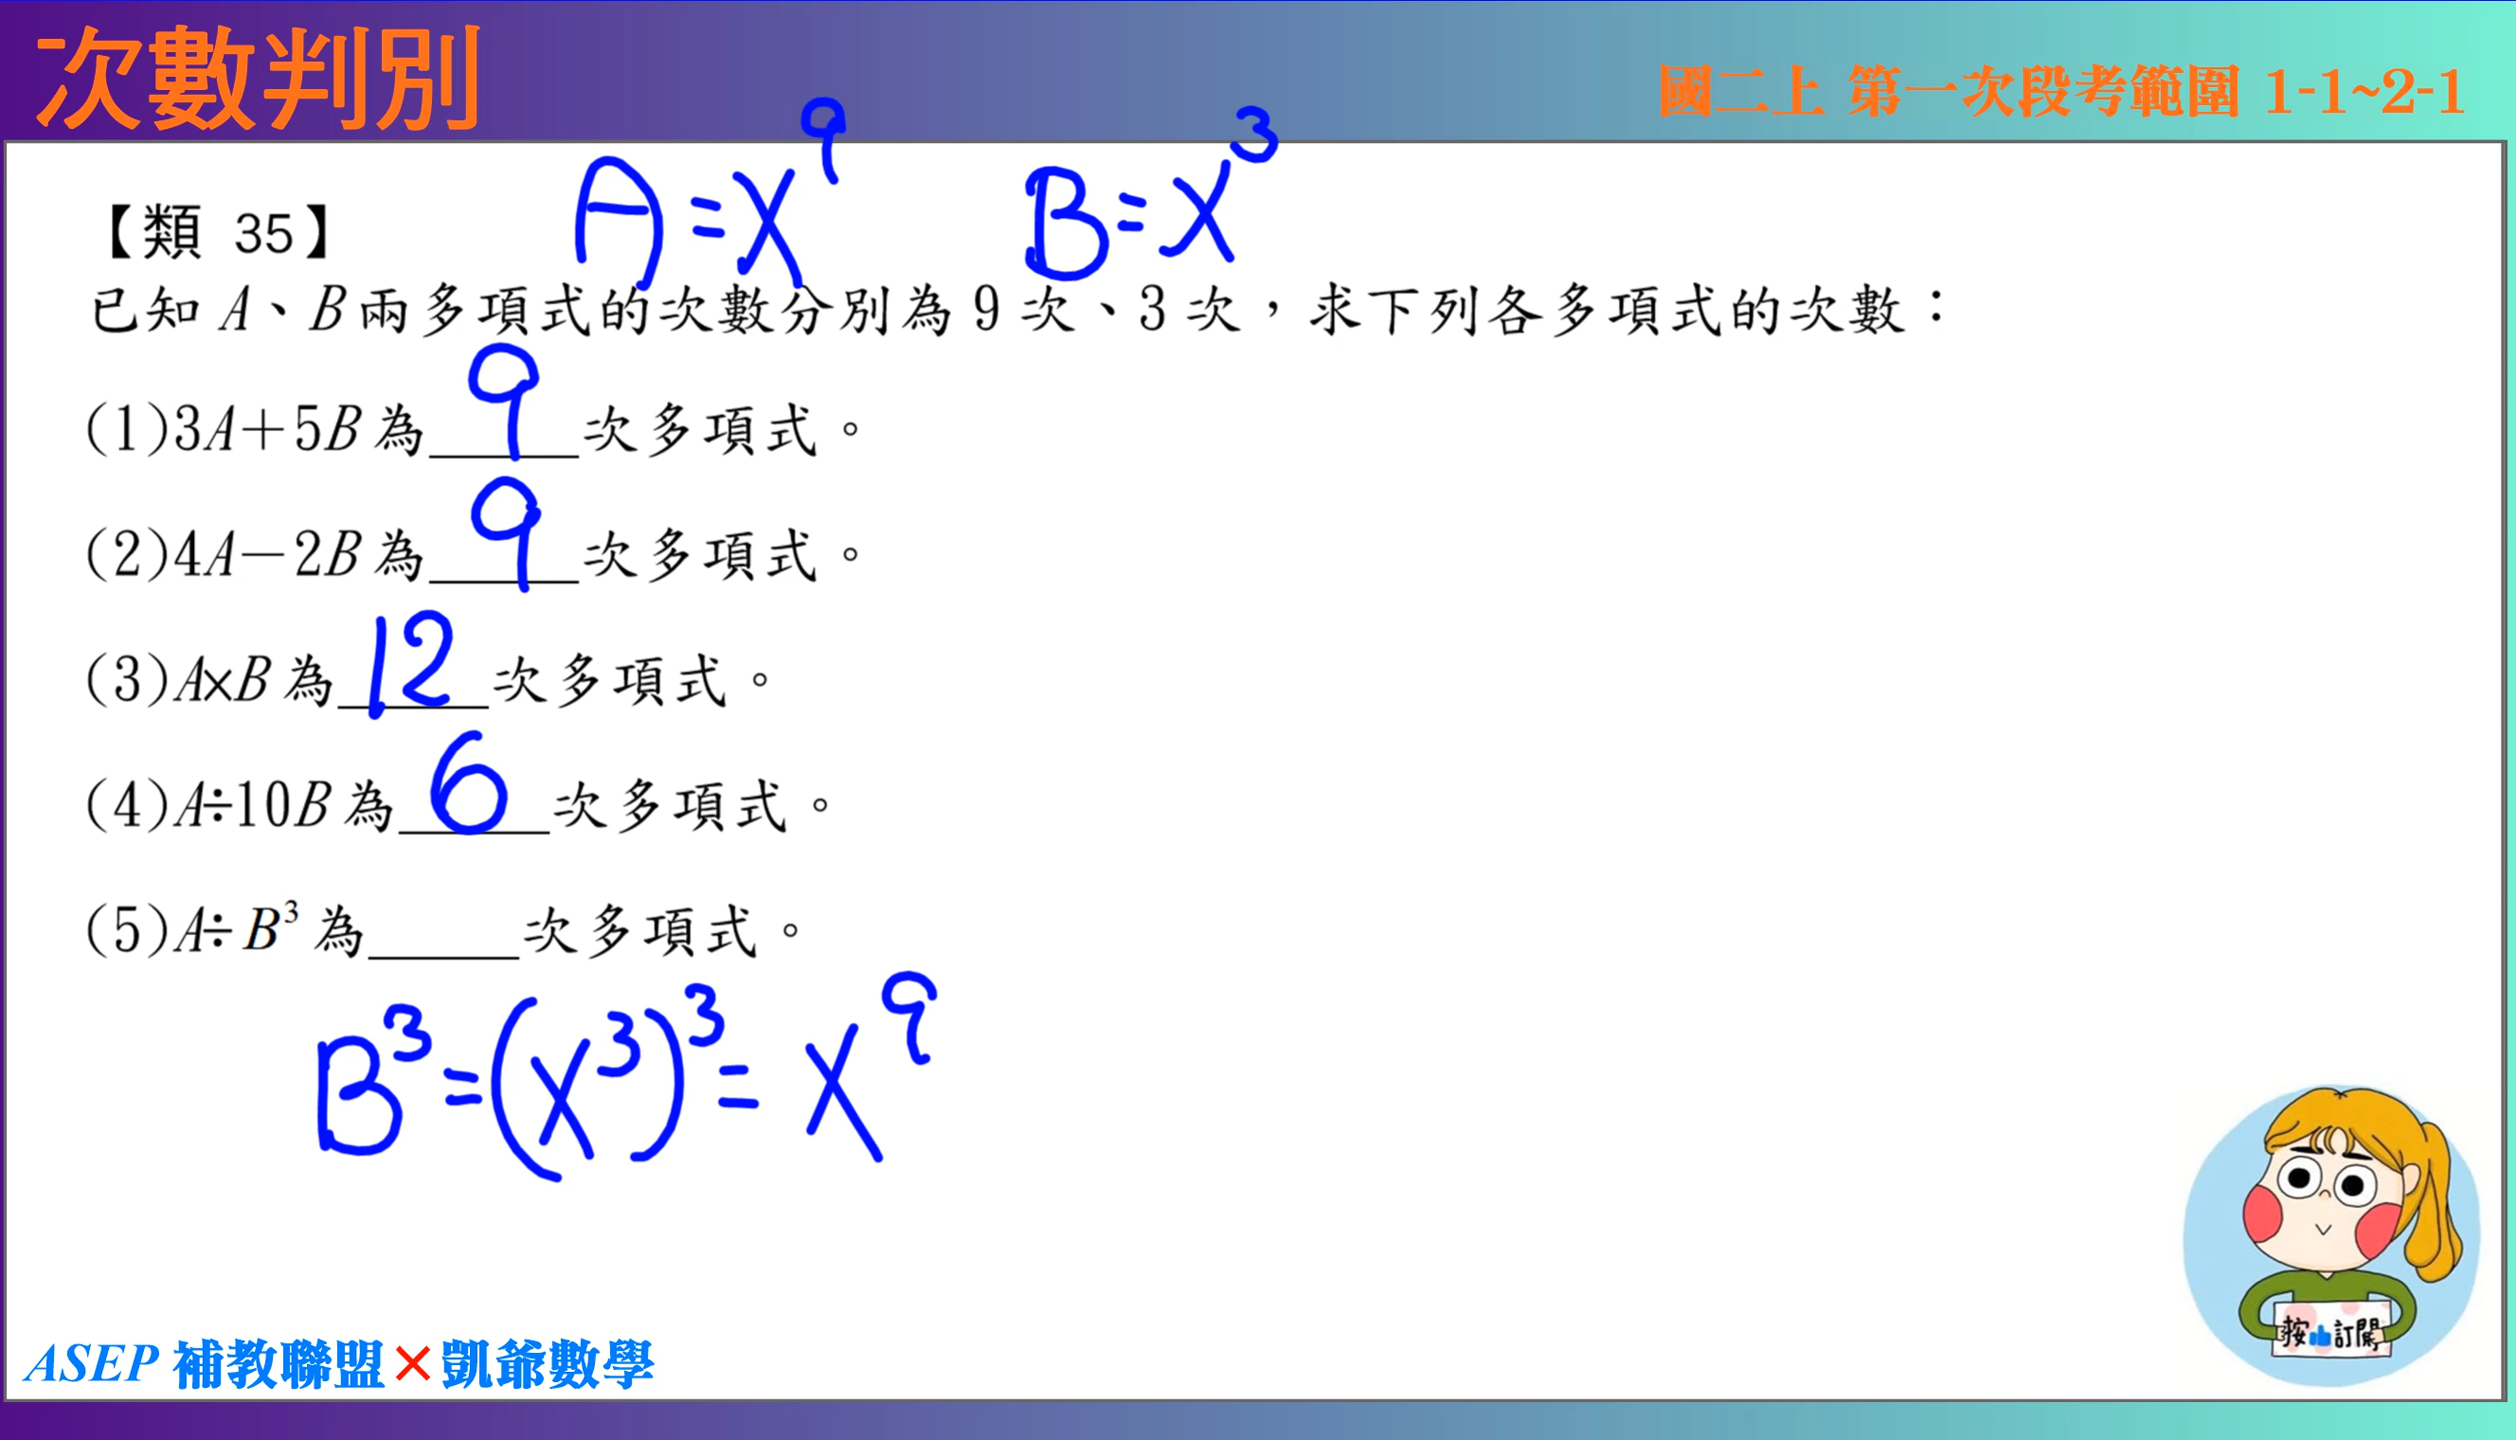 次數判別
國二上 第一次段考範圍 1-1~2-1
A=x⁹ B=x³
【類 35】
已知 A、B 兩多項式的次數分別為 9 次、3 次，求下列各多項式的次數：
(1)3A＋5B 為 9 次多項式。
(2)4A－2B 為 9 次多項式。
(3)A×B 為 12 次多項式。
(4)A÷10B 為 6 次多項式。
(5)A÷B³ 為_____次多項式。
B³=(x³)³=x⁹
按訂閱
ASEP 補教聯盟×凱爺數學